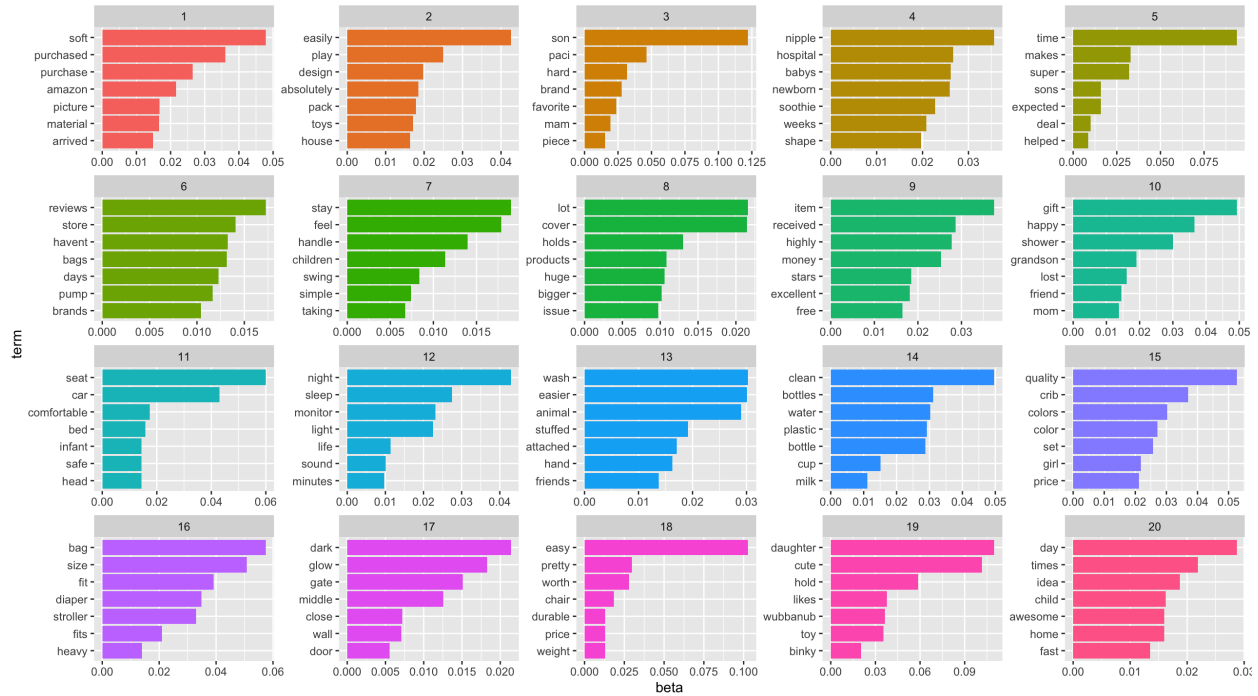 term
1
soft
purchased
purchase
amazon
picture
material
arrived
0.00 0.01 0.02 0.03 0.04 0.05
2
easily
play
design
absolutely
pack
toys
house
0.00 0.01 0.02 0.03 0.04
3
son
paci
hard
brand
favorite
mam
piece
0.000 0.025 0.050 0.075 0.100 0.125
4
nipple
hospital
babys
newborn
soothie
weeks
shape
0.00 0.01 0.02 0.03
5
time
makes
super
sons
expected
deal
helped
0.000 0.025 0.050 0.075
6
reviews
store
havent
bags
days
pump
brands
0.000 0.005 0.010 0.015
7
stay
feel
handle
children
swing
simple
taking
0.000 0.005 0.010 0.015
8
lot
cover
holds
products
huge
bigger
issue
0.000 0.005 0.010 0.015 0.020
9
item
received
highly
money
stars
excellent
free
0.00 0.01 0.02 0.03
10
gift
happy
shower
grandson
lost
friend
mom
0.00 0.01 0.02 0.03 0.04 0.05
11
seat
car
comfortable
bed
infant
safe
head
0.00 0.02 0.04 0.06
12
night
sleep
monitor
light
life
sound
minutes
0.00 0.01 0.02 0.03 0.04
13
wash
easier
animal
stuffed
attached
hand
friends
0.00 0.01 0.02 0.03
14
clean
bottles
water
plastic
bottle
cup
milk
0.00 0.01 0.02 0.03 0.04 0.05
15
quality
crib
colors
color
set
girl
price
0.00 0.01 0.02 0.03 0.04 0.05
16
bag
size
fit
diaper
stroller
fits
heavy
0.00 0.02 0.04 0.06
17
dark
glow
gate
middle
close
wall
door
0.000 0.005 0.010 0.015 0.020
18
easy
pretty
worth
chair
durable
price
weight
0.000 0.025 0.050 0.075 0.100
19
daughter
cute
hold
likes
wubbanub
toy
binky
0.00 0.03 0.06 0.09
20
day
times
idea
child
awesome
home
fast
0.00 0.01 0.02 0.03
beta